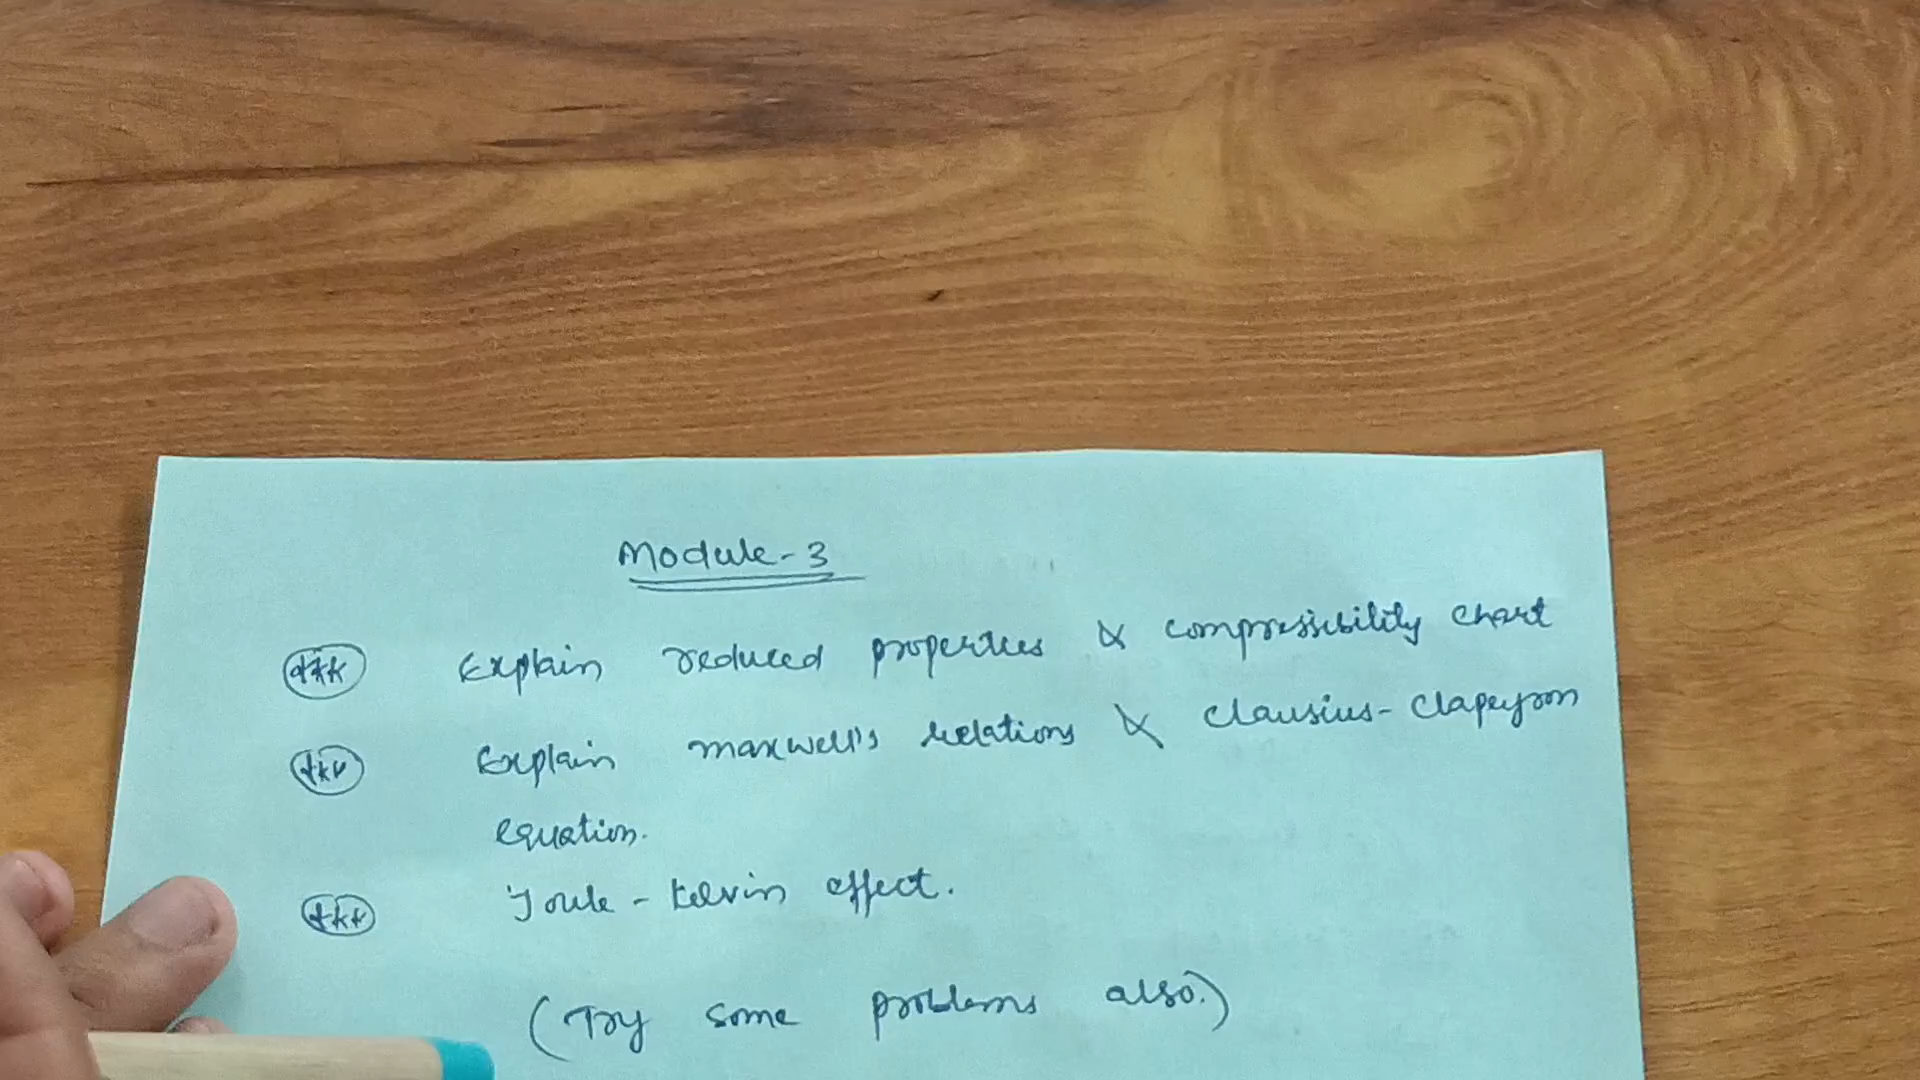 Module-3
*** Explain reduced properties & compressibility chart
*** Explain maxwell's relations & clausius-clapeyron
equation.
*** Joule-kelvin effect.
(Try some problems also.)